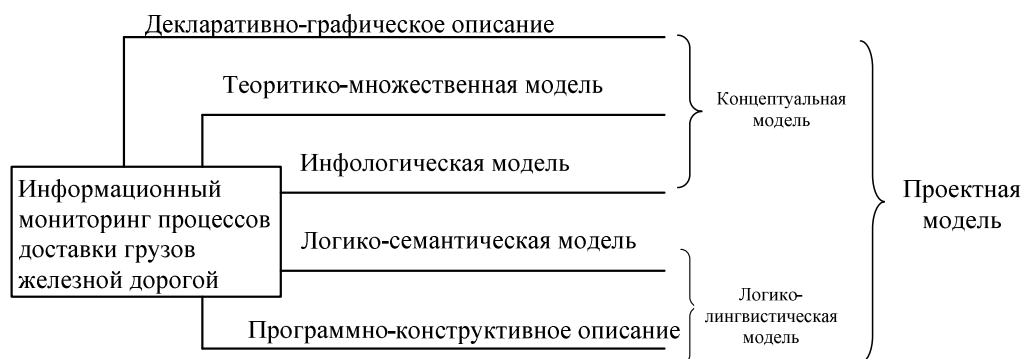 Декларативно-графическое описание
Теоритико-множественная модель
Концептуальная
модель
Инфологическая модель
Информационный
мониторинг процессов
доставки грузов
железной дорогой
Проектная
модель
Логико-семантическая модель
Логико-
лингвистическая
модель
Программно-конструктивное описание